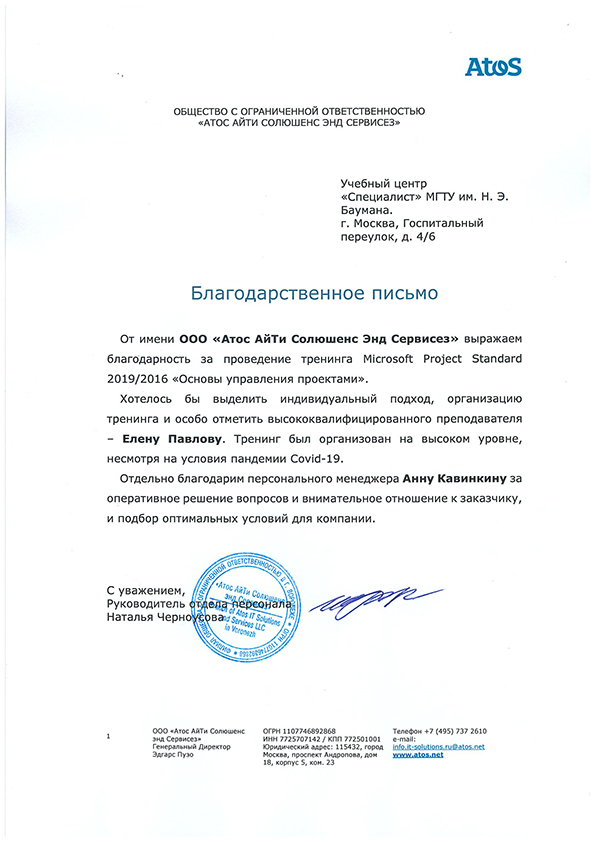 Atos
ОБЩЕСТВО С ОГРАНИЧЕННОЙ ОТВЕТСТВЕННОСТЬЮ
«АТОС АЙТИ СОЛЮШЕНС ЭНД СЕРВИСЕЗ»
Учебный центр
«Специалист» МГТУ им. Н. Э.
Баумана.
г. Москва, Госпитальный
переулок, д. 4/6
Благодарственное письмо
От имени ООО «Атос АйТи Солюшенс Энд Сервисез» выражаем
благодарность за проведение тренинга Microsoft Project Standard
2019/2016 «Основы управления проектами».
Хотелось бы выделить индивидуальный подход, организацию
тренинга и особо отметить высококвалифицированного преподавателя
– Елену Павлову. Тренинг был организован на высоком уровне,
несмотря на условия пандемии Covid-19.
Отдельно благодарим персонального менеджера Анну Кавинкину за
оперативное решение вопросов и внимательное отношение к заказчику,
и подбор оптимальных условий для компании.
С уважением,
Руководитель отдела персонала
Наталья Черноусова
«Атос АйТи Солюшенс
энд Сервисез»
of Atos IT Solutions
and Services LLC
in Voronezh
1
ООО «Атос АйТи Солюшенс
энд Сервисез»
Генеральный Директор
Эдгарс Пузо
ОГРН 1107746892868
ИНН 7725707142 / КПП 772501001
Юридический адрес: 115432, город
Москва, проспект Андропова, дом
18, корпус 5, ком. 23
Телефон +7 (495) 737 2610
e-mail:
info.it-solutions.ru@atos.net
www.atos.net